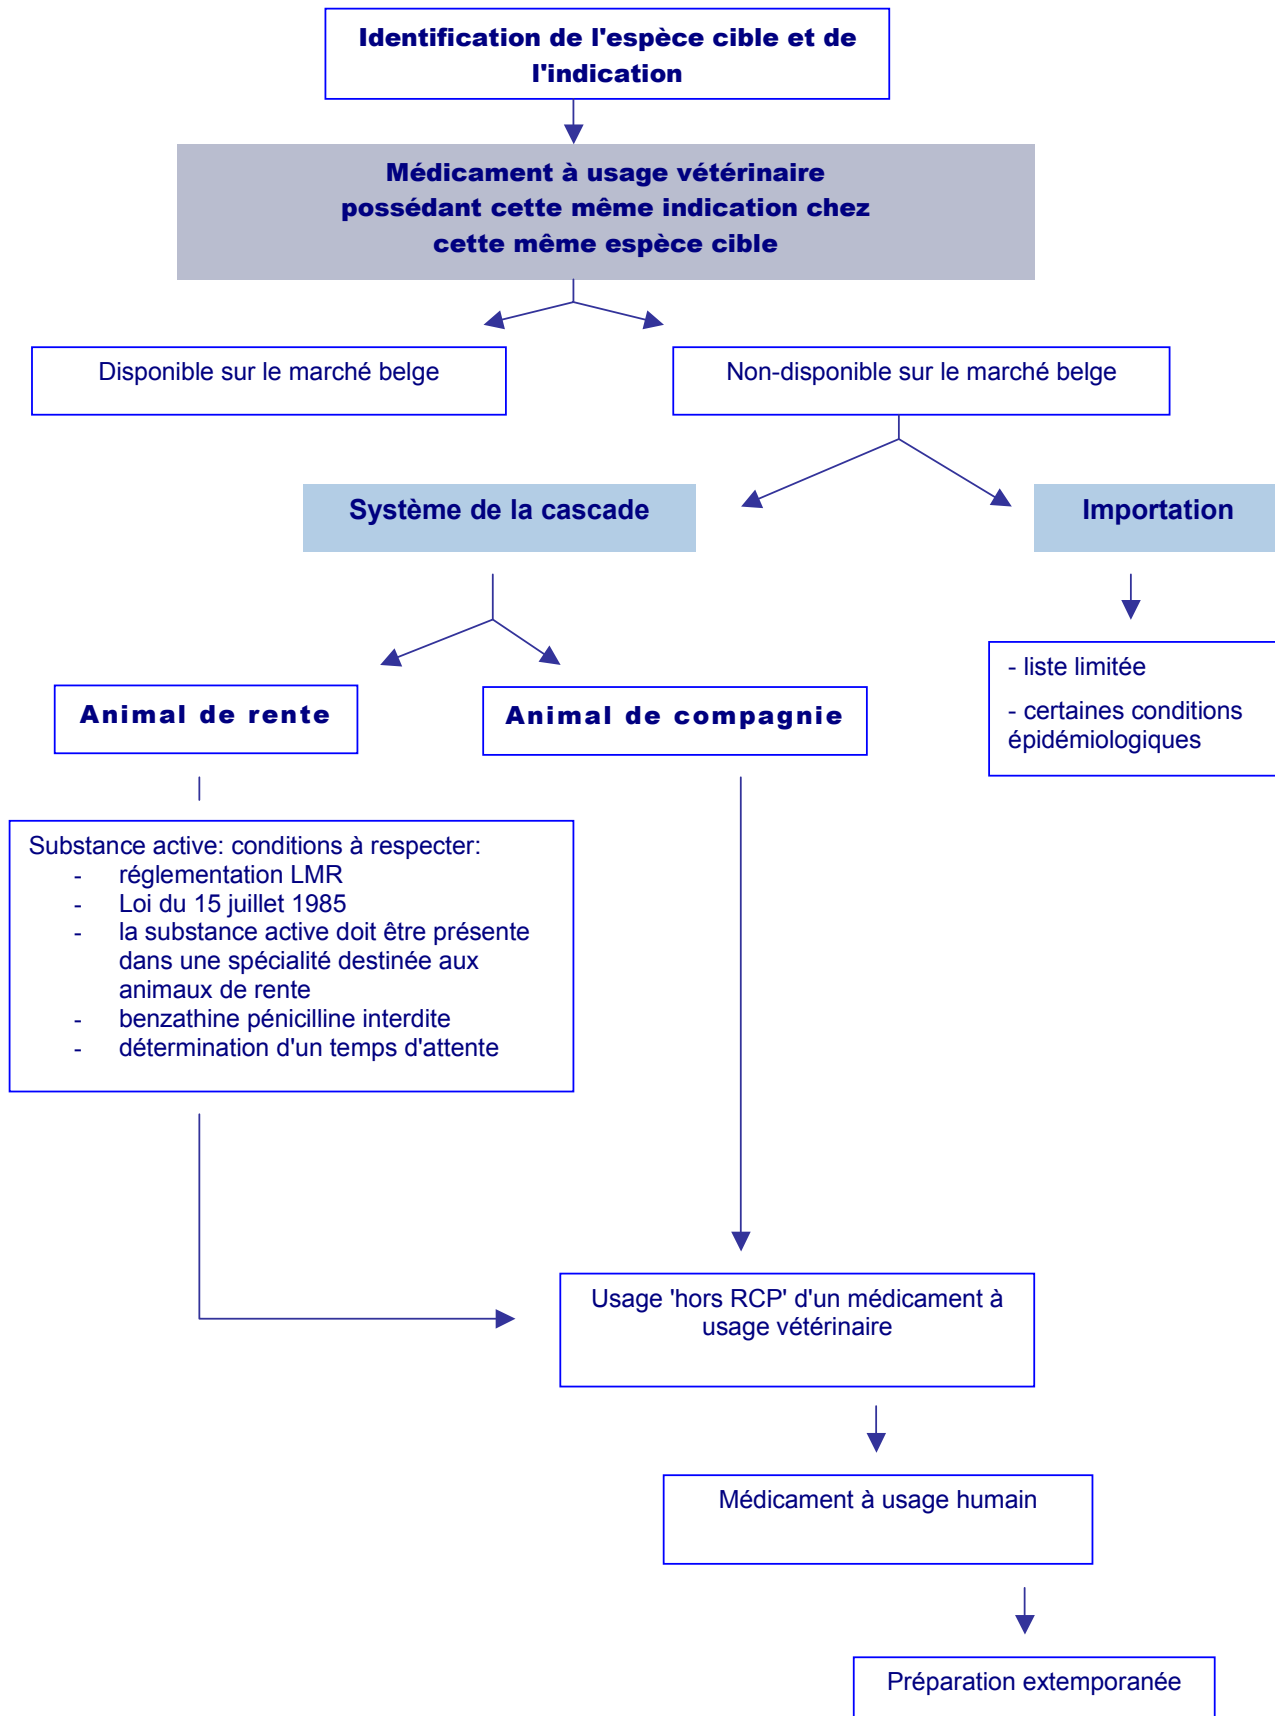 Identification de l'espèce cible et de
l'indication
Médicament à usage vétérinaire
possédant cette même indication chez
cette même espèce cible
Disponible sur le marché belge
Non-disponible sur le marché belge
Système de la cascade
Importation
- liste limitée
- certaines conditions
épidémiologiques
Animal de rente
Animal de compagnie
Substance active: conditions à respecter:
- réglementation LMR
- Loi du 15 juillet 1985
- la substance active doit être présente
dans une spécialité destinée aux
animaux de rente
- benzathine pénicilline interdite
- détermination d'un temps d'attente
Usage 'hors RCP' d'un médicament à
usage vétérinaire
Médicament à usage humain
Préparation extemporanée